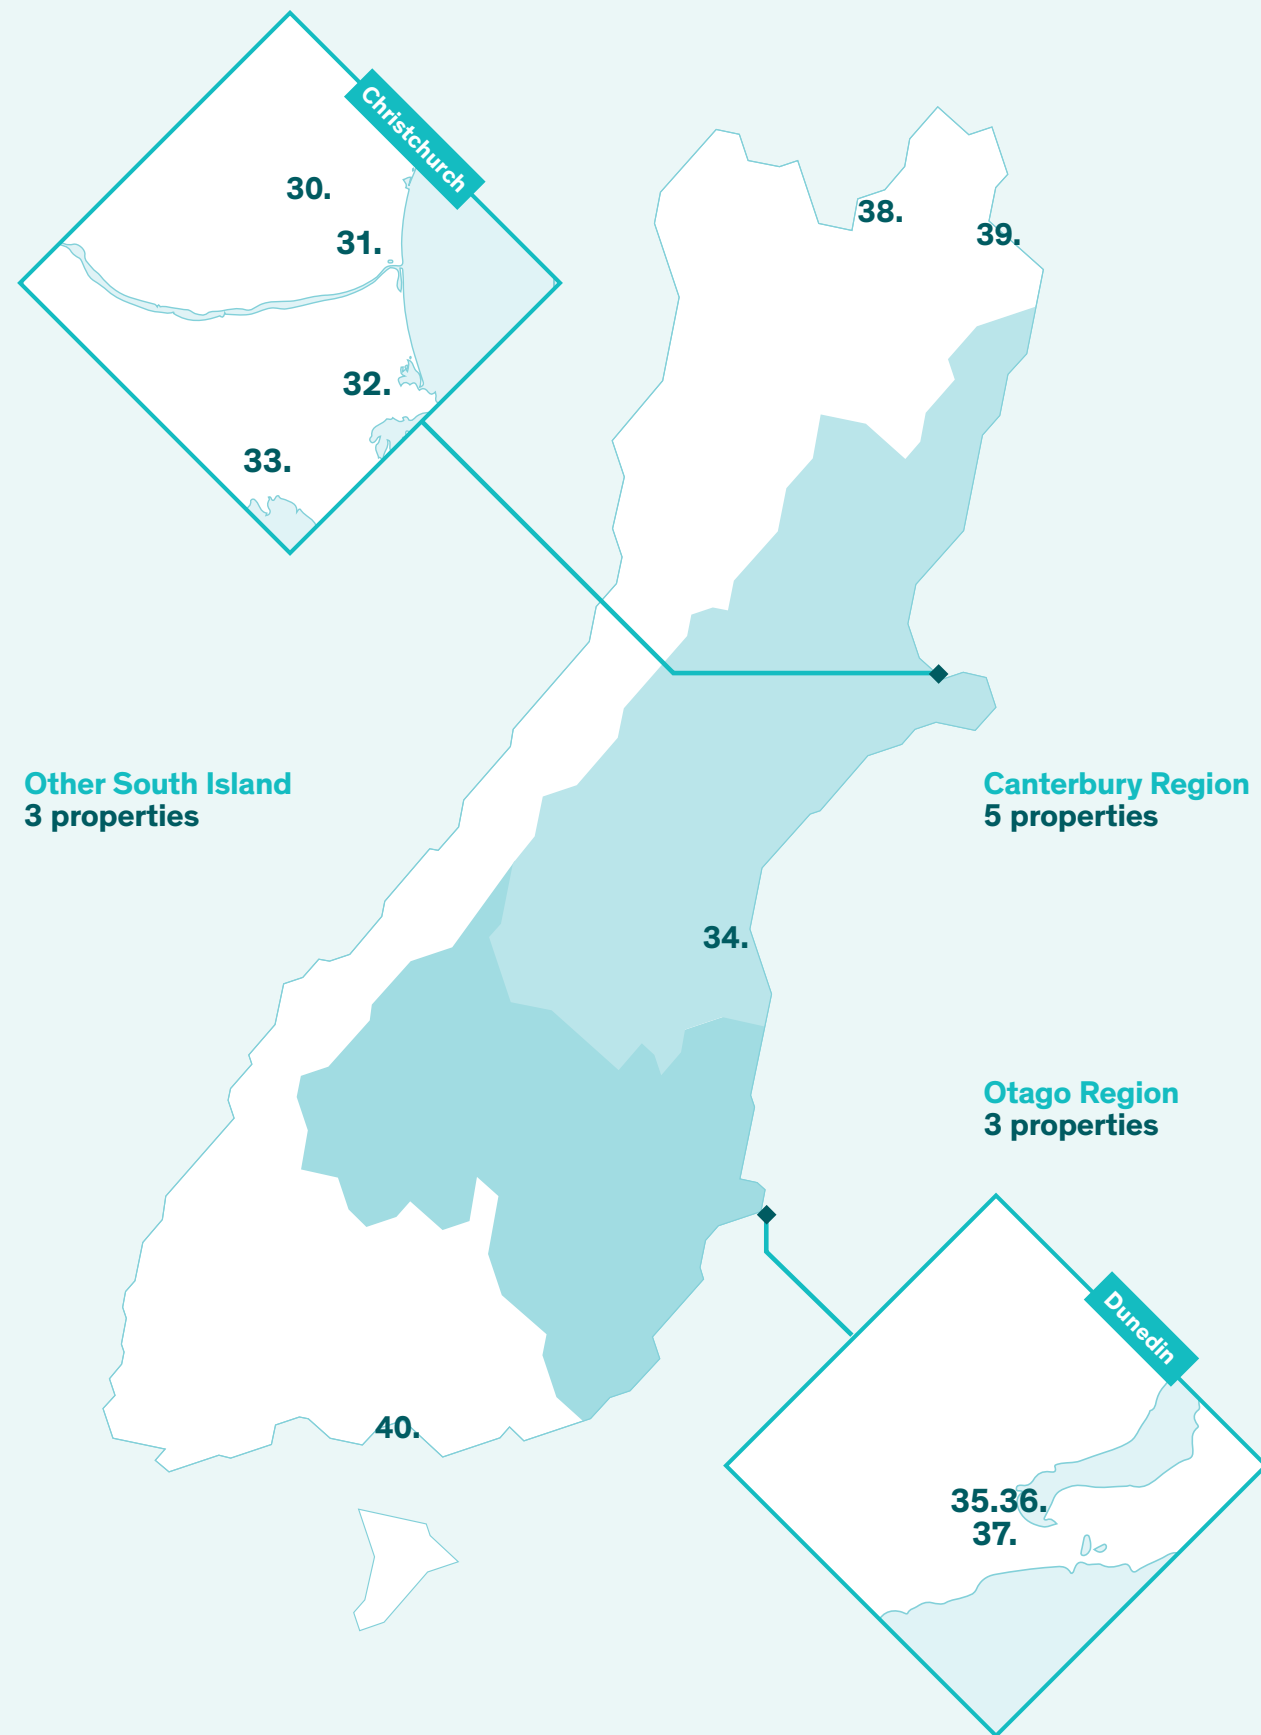 Christchurch
30.
31.
32.
33.
38.
39.
Other South Island
3 properties
Canterbury Region
5 properties
34.
Otago Region
3 properties
Dunedin
35.36.
37.
40.